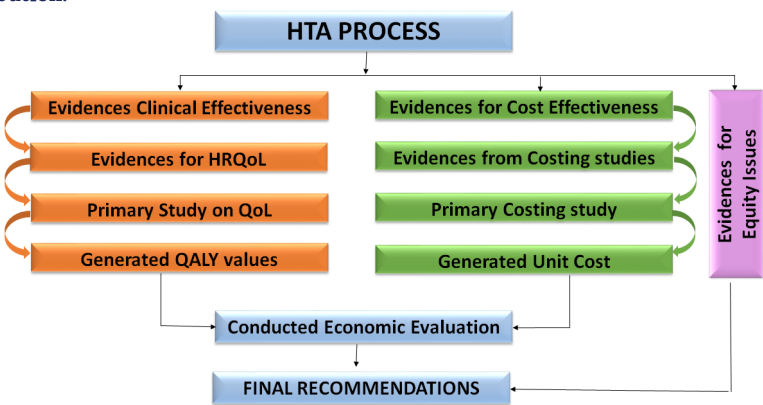 HTA PROCESS
Evidences Clinical Effectiveness
Evidences for HRQoL
Primary Study on QoL
Generated QALY values
Evidences for Cost Effectiveness
Evidences from Costing studies
Primary Costing study
Generated Unit Cost
Evidences for
Equity Issues
Conducted Economic Evaluation
FINAL RECOMMENDATIONS